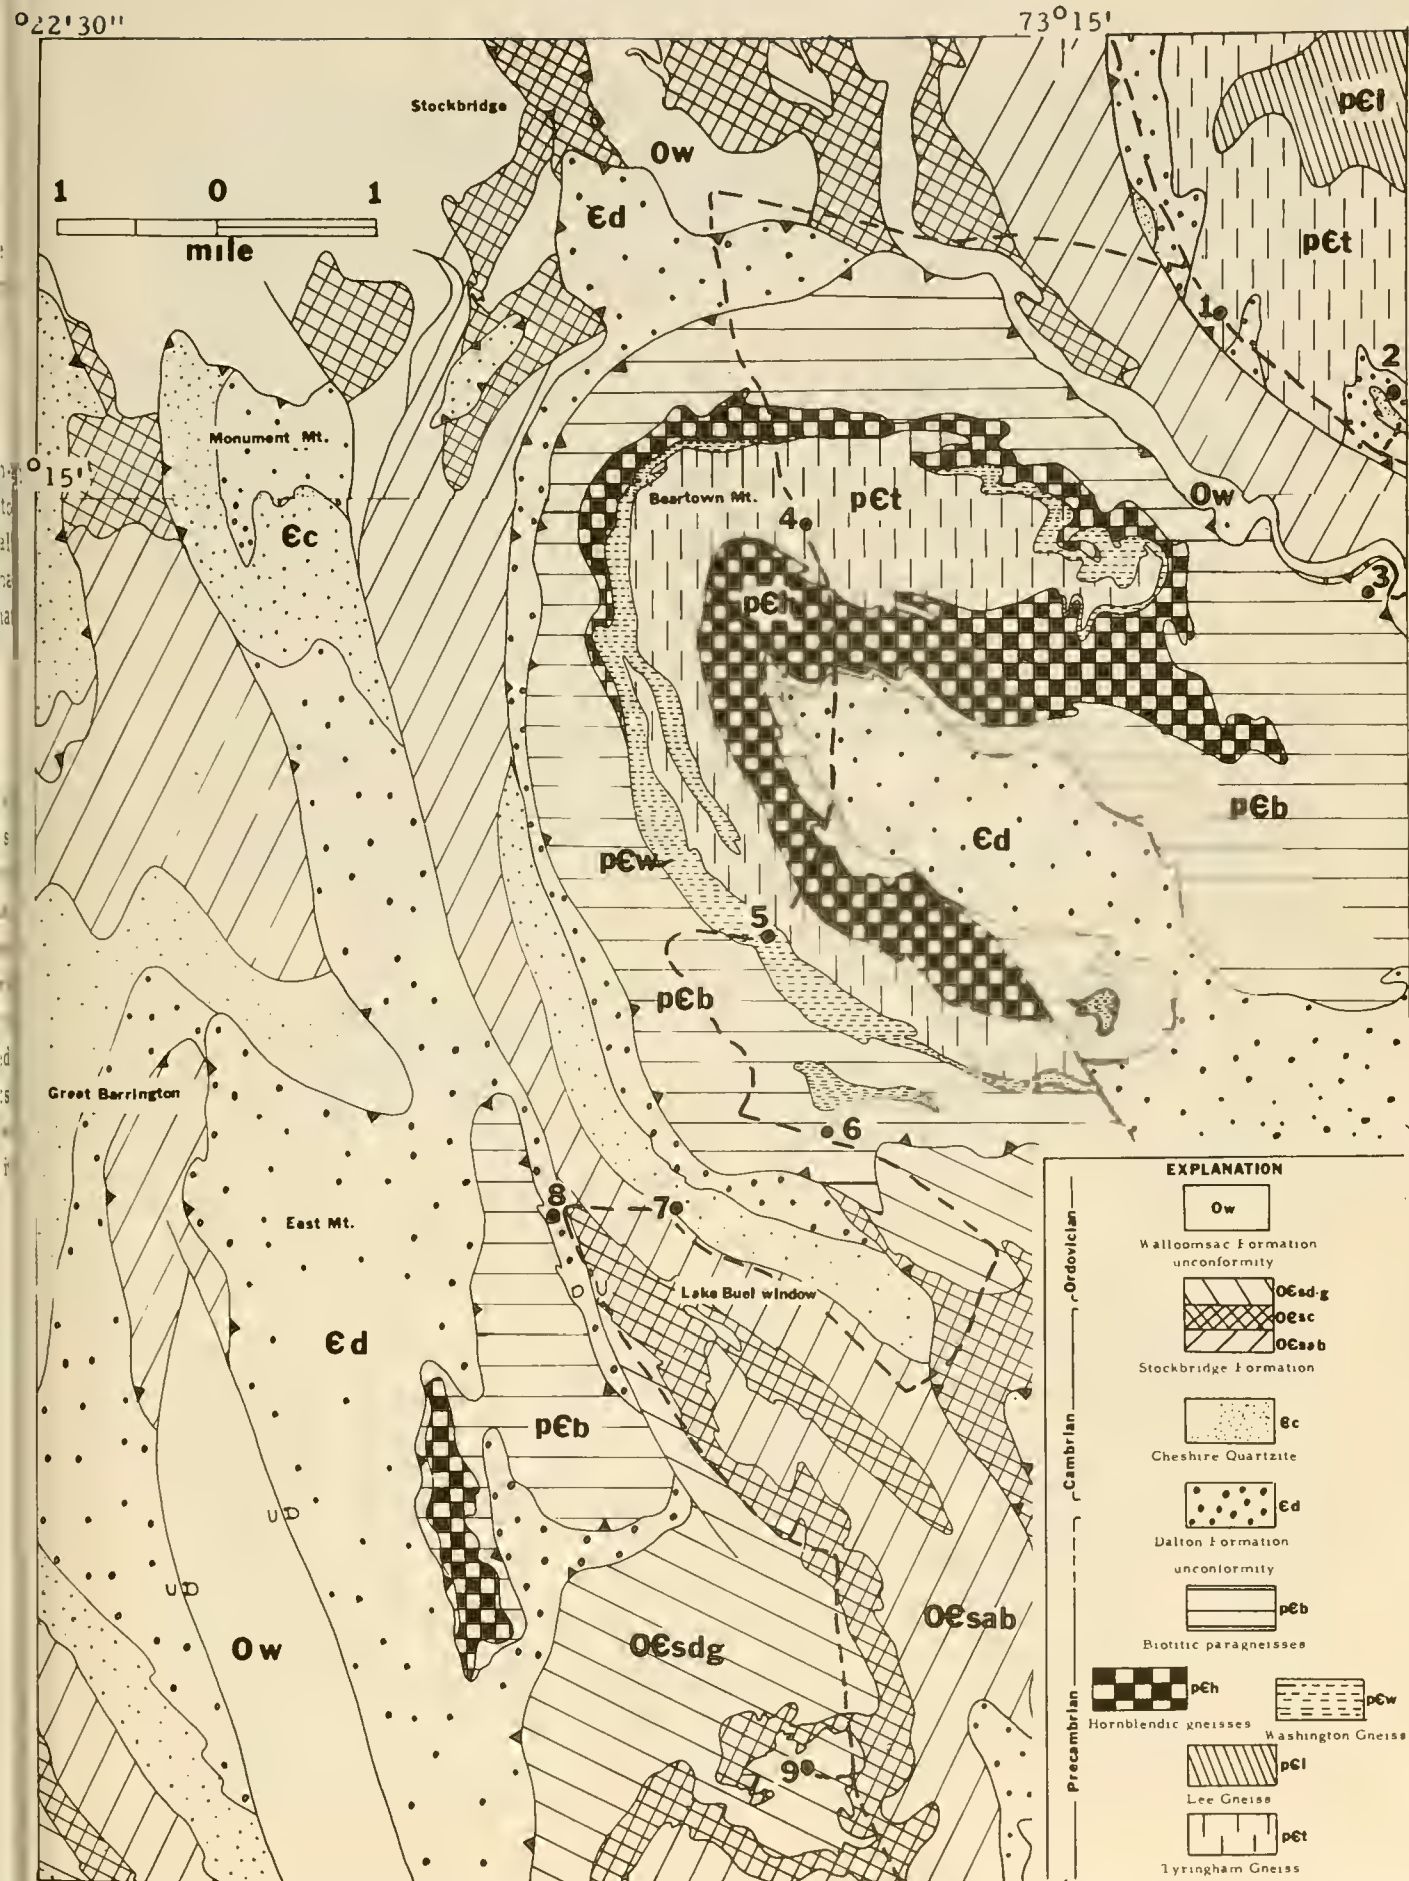 °22'30"
73°15'
Stockbridge
1 0 1
mile
Ow
Єd
pЄl
pЄt
1
2
Monument Mt.
°15'
Єc
Beartown Mt.
4
pЄt
Ow
3
pЄh
pЄb
Єd
pЄw
5
pЄb
Great Barrington
6
8
7
East Mt.
Lake Buel window
Єd
pЄb
U
U
Ow
OЄsdg
OЄsab
9
EXPLANATION
Ordovician
Ow
Walloomsac Formation
unconformity
OЄsd-g
OЄsc
OЄsab
Stockbridge Formation
Cambrian
Єc
Cheshire Quartzite
Єd
Dalton Formation
unconformity
Precambrian
pЄb
Biotitic paragneisses
pЄh
pЄw
Hornblendic gneisses
Washington Gneiss
pЄl
Lee Gneiss
pЄt
Tyringham Gneiss